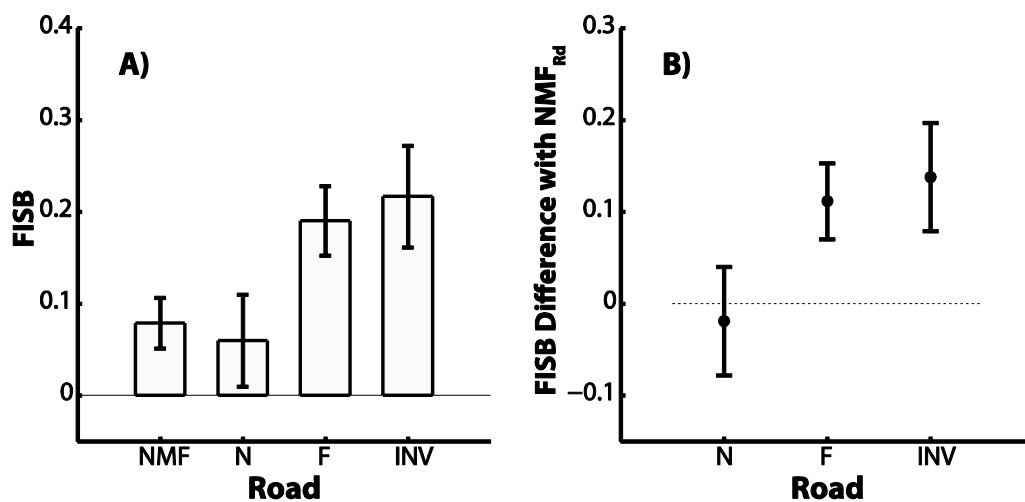 A)
FISB
0.4
0.3
0.2
0.1
0
NMF N F INV
Road
B)
FISB Difference with NMFRd
0.3
0.2
0.1
0
−0.1
N F INV
Road